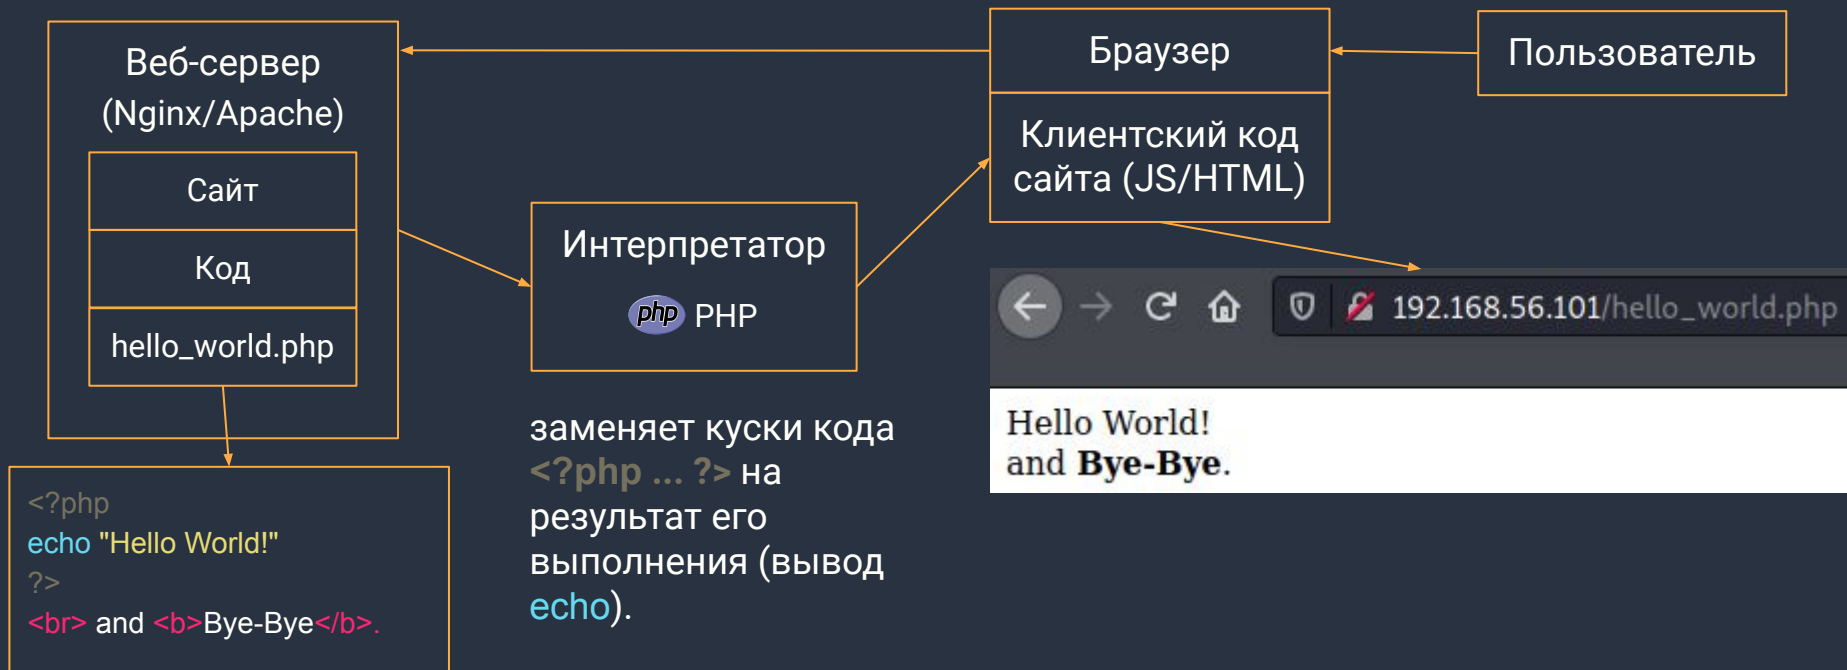 Веб-сервер
(Nginx/Apache)
Сайт
Код
hello_world.php
<?php
echo "Hello World!"
?>
<br> and <b>Bye-Bye</b>.
Интерпретатор
php PHP
заменяет куски кода
<?php ... ?> на
результат его
выполнения (вывод
echo).
Браузер
Клиентский код
сайта (JS/HTML)
Пользователь
192.168.56.101/hello_world.php
Hello World!
and Bye-Bye.